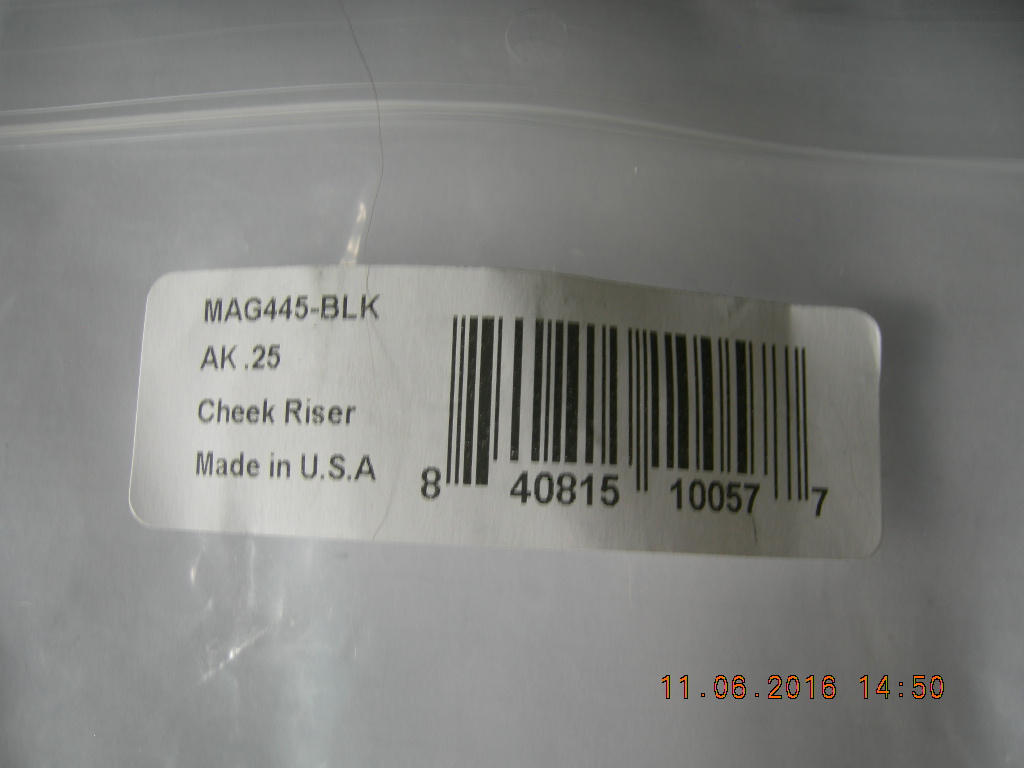 MAG445-BLK
AK .25
Cheek Riser
Made in U.S.A
8 40815 10057 7
11.06.2016 14:50